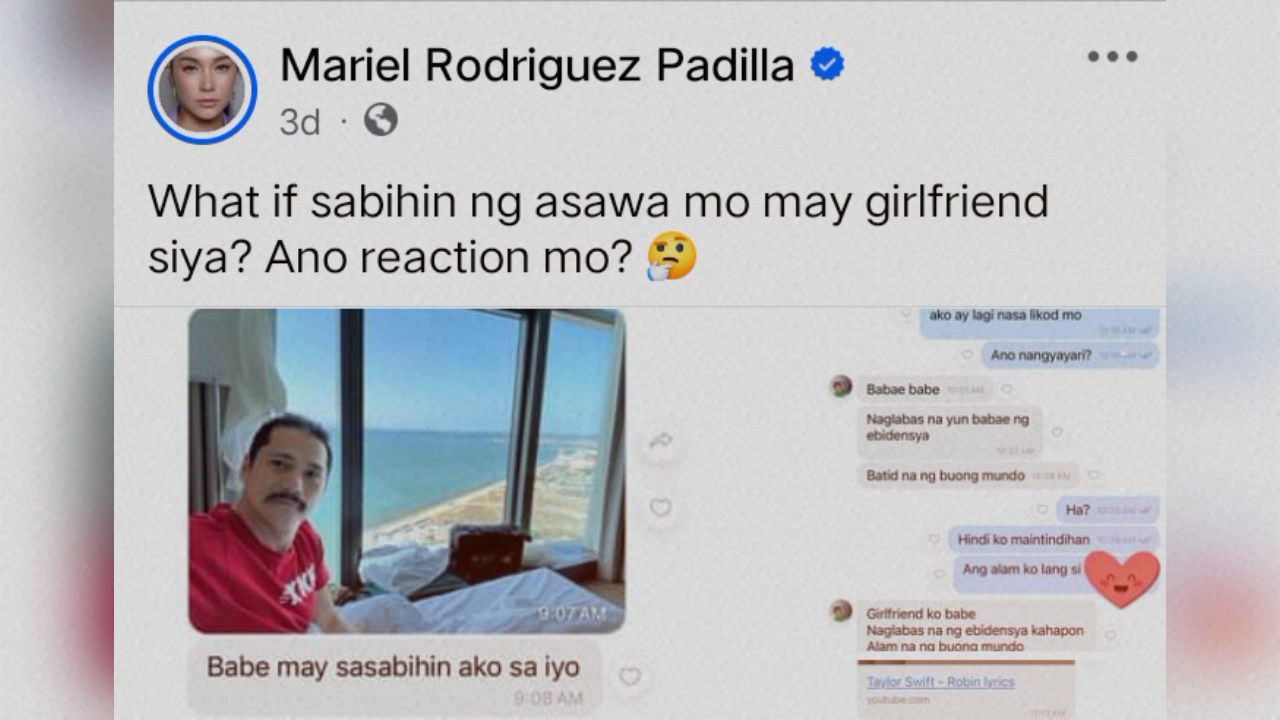 Mariel Rodriguez Padilla
3d ·
What if sabihin ng asawa mo may girlfriend
siya? Ano reaction mo? 🤔
9:07 AM
Babe may sasabihin ako sa iyo
9:08 AM
ako ay lagi nasa likod mo
Ano nangyayari?
Babae babe
Naglabas na yun babae ng
ebidensya
Batid na ng buong mundo
Ha?
Hindi ko maintindihan
Ang alam ko lang si
Girlfriend ko babe
Naglabas na ng ebidensya kahapon
Alam na ng buong mundo
Taylor Swift - Robin lyrics
youtube.com